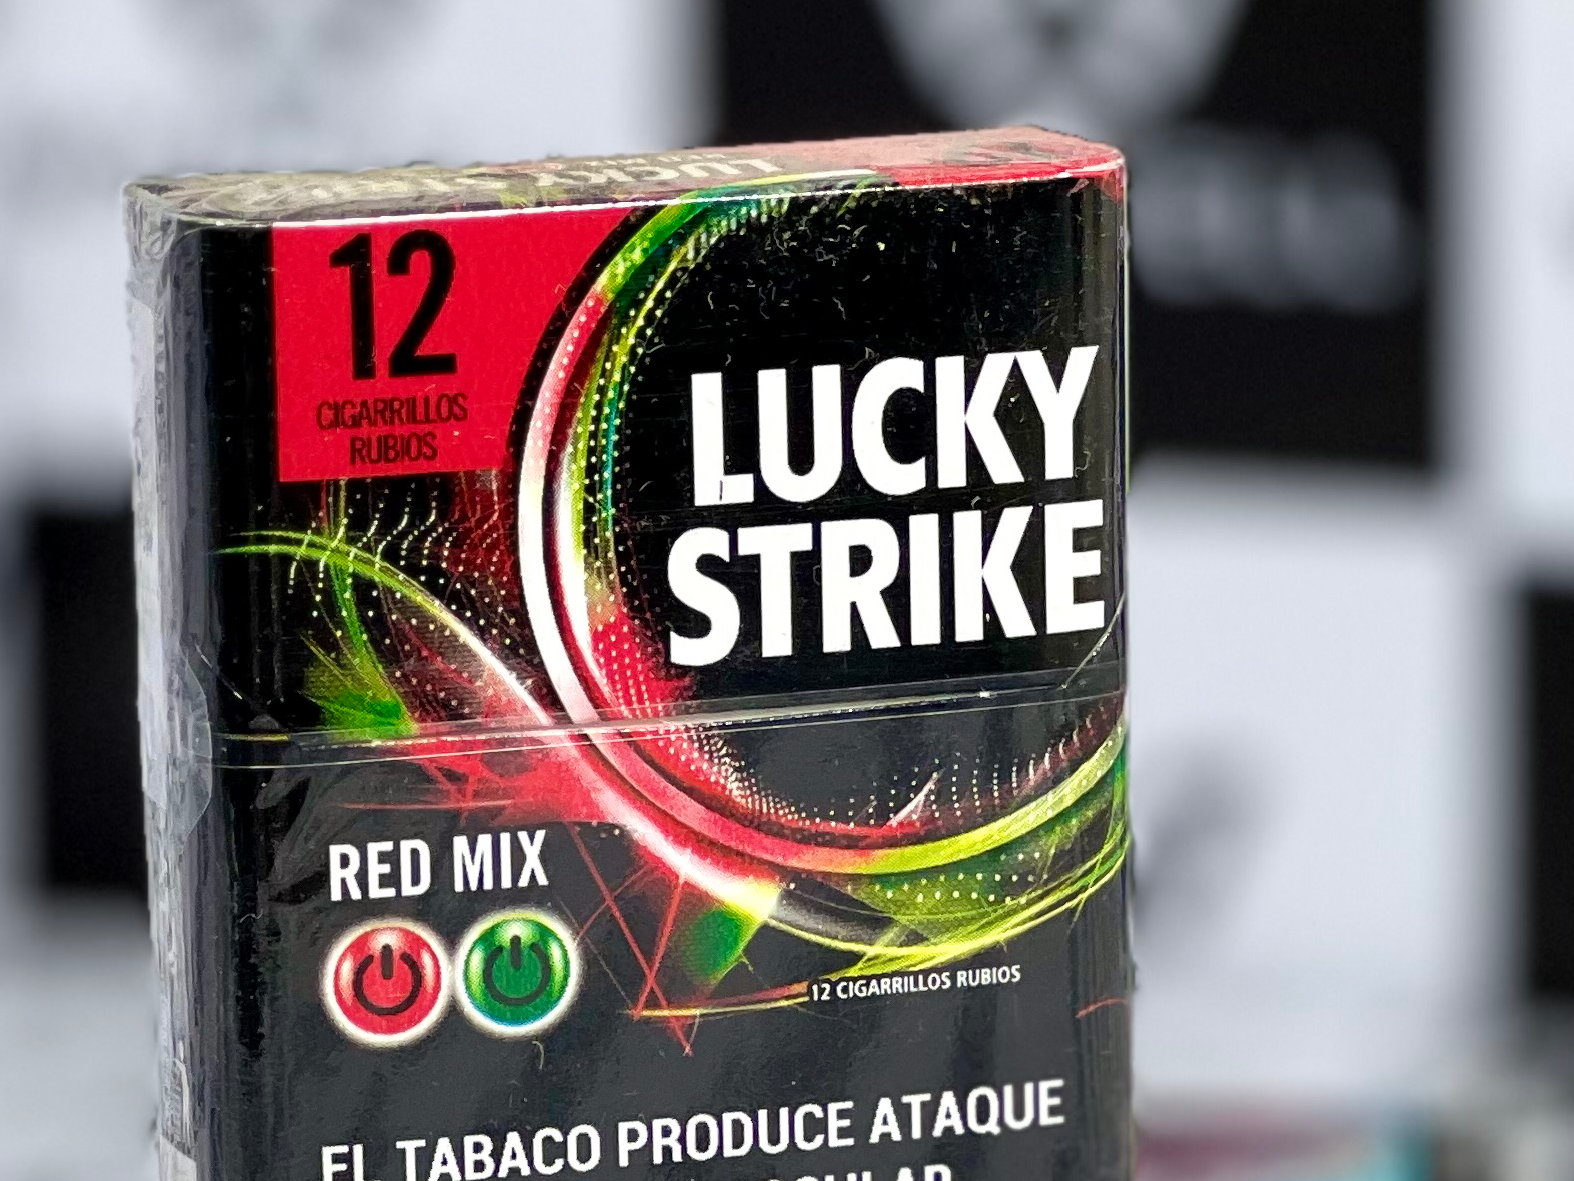 12
CIGARRILLOS
RUBIOS
LUCKY
STRIKE
RED MIX
12 CIGARRILLOS RUBIOS
EL TABACO PRODUCE ATAQUE